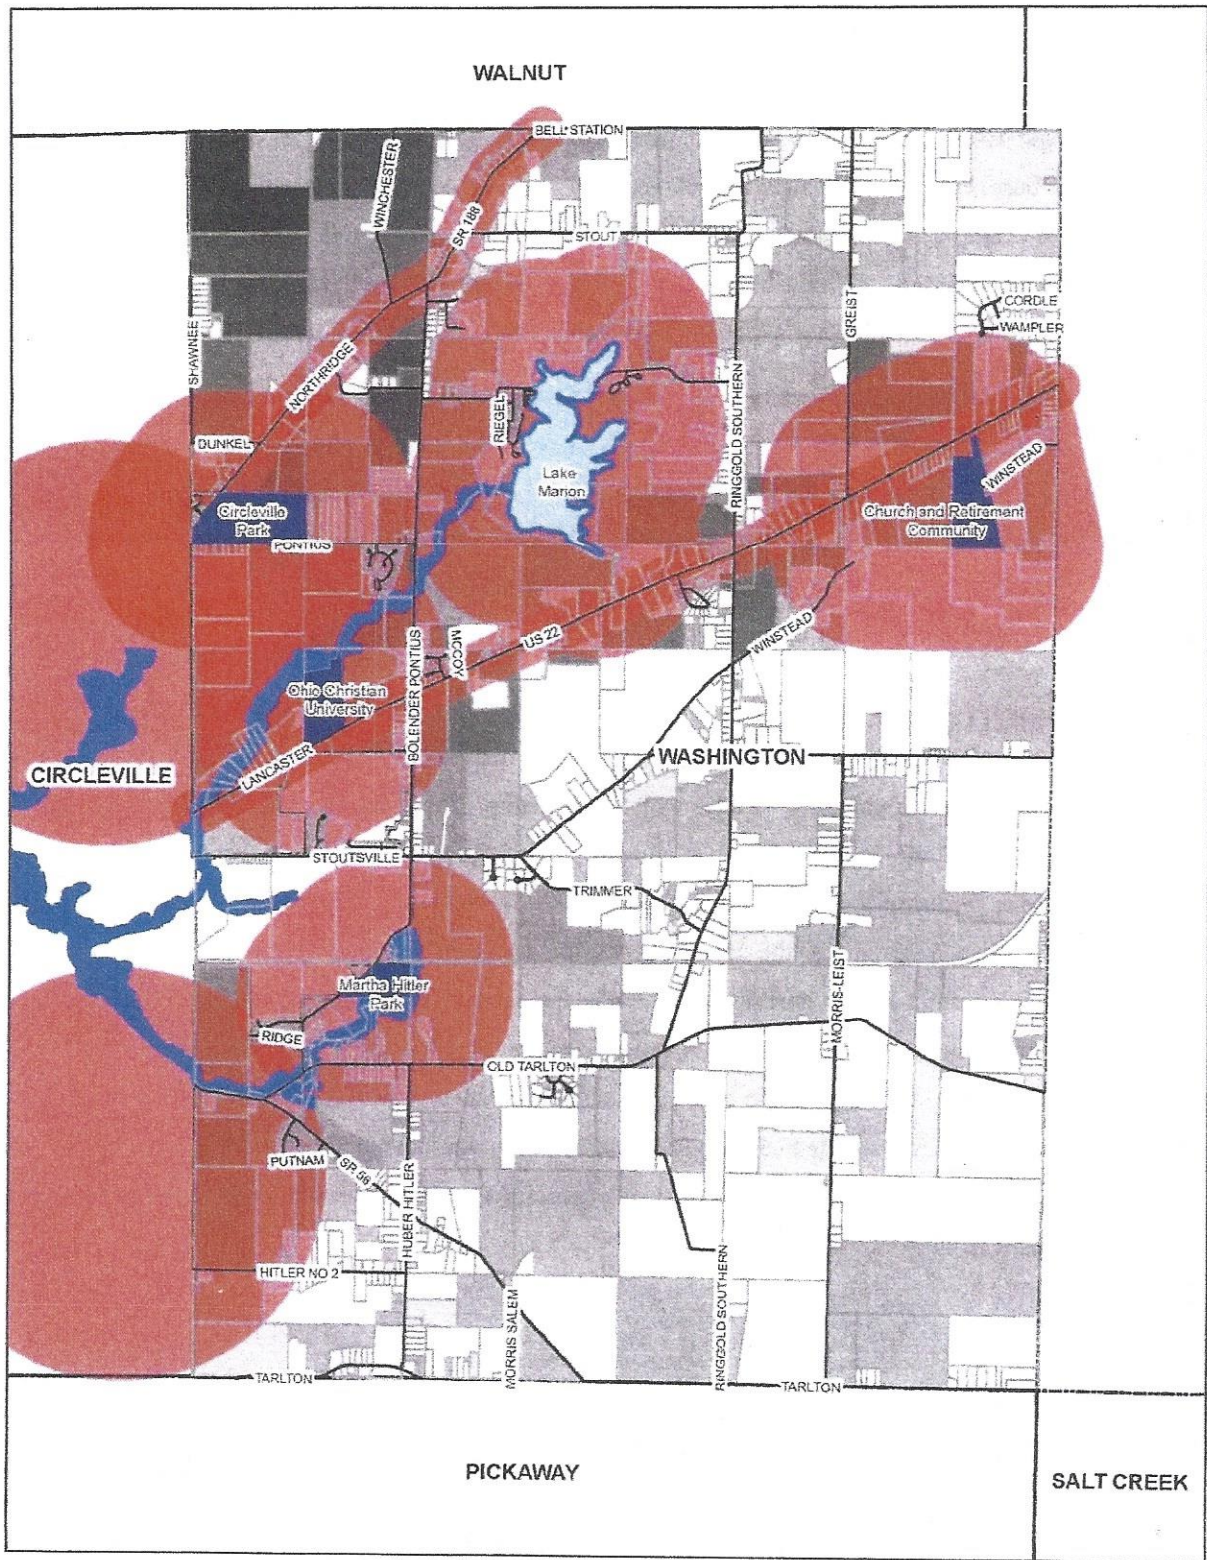 WALNUT
BELL STATION
WINCHESTER
SR 188
STOUT
SHAWNEE
GREIST
CORDLE
WAMPLER
NORTHRIDGE
RIEGEL
RINGGOLD SOUTHERN
DUNKEL
WINSTEAD
Lake
Marion
Circleville
Park
Church and Retirement
Community
PONTIUS
US 22
WINSTEAD
BOLENDER PONTIUS
MCCOY
Ohio Christian
University
LANCASTER
CIRCLEVILLE
WASHINGTON
STOUTSVILLE
TRIMMER
MORRIS-LEIST
Martha Hitler
Park
RIDGE
OLD TARLTON
PUTNAM
SR 56
HUBER HITLER
HITLER NO 2
MORRIS SALEM
RINGGOLD SOUTHERN
TARLTON
TARLTON
PICKAWAY
SALT CREEK